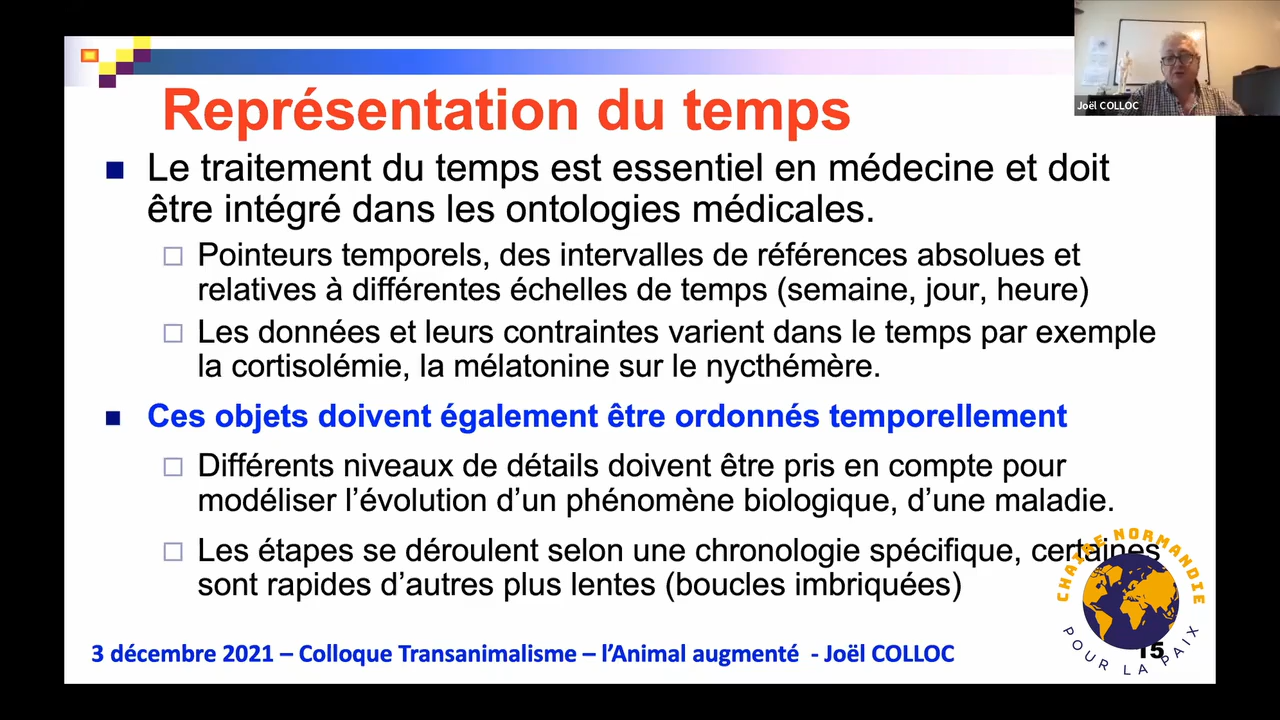 Représentation du temps
Joël COLLOC
Le traitement du temps est essentiel en médecine et doit
être intégré dans les ontologies médicales.
Pointeurs temporels, des intervalles de références absolues et
relatives à différentes échelles de temps (semaine, jour, heure)
Les données et leurs contraintes varient dans le temps par exemple
la cortisolémie, la mélatonine sur le nycthémère.
Ces objets doivent également être ordonnés temporellement
Différents niveaux de détails doivent être pris en compte pour
modéliser l’évolution d’un phénomène biologique, d’une maladie.
Les étapes se déroulent selon une chronologie spécifique, certaines
sont rapides d’autres plus lentes (boucles imbriquées)
CHAIRE NORMANDIE
POUR LA PAIX
3 décembre 2021 – Colloque Transanimalisme – l’Animal augmenté - Joël COLLOC
15